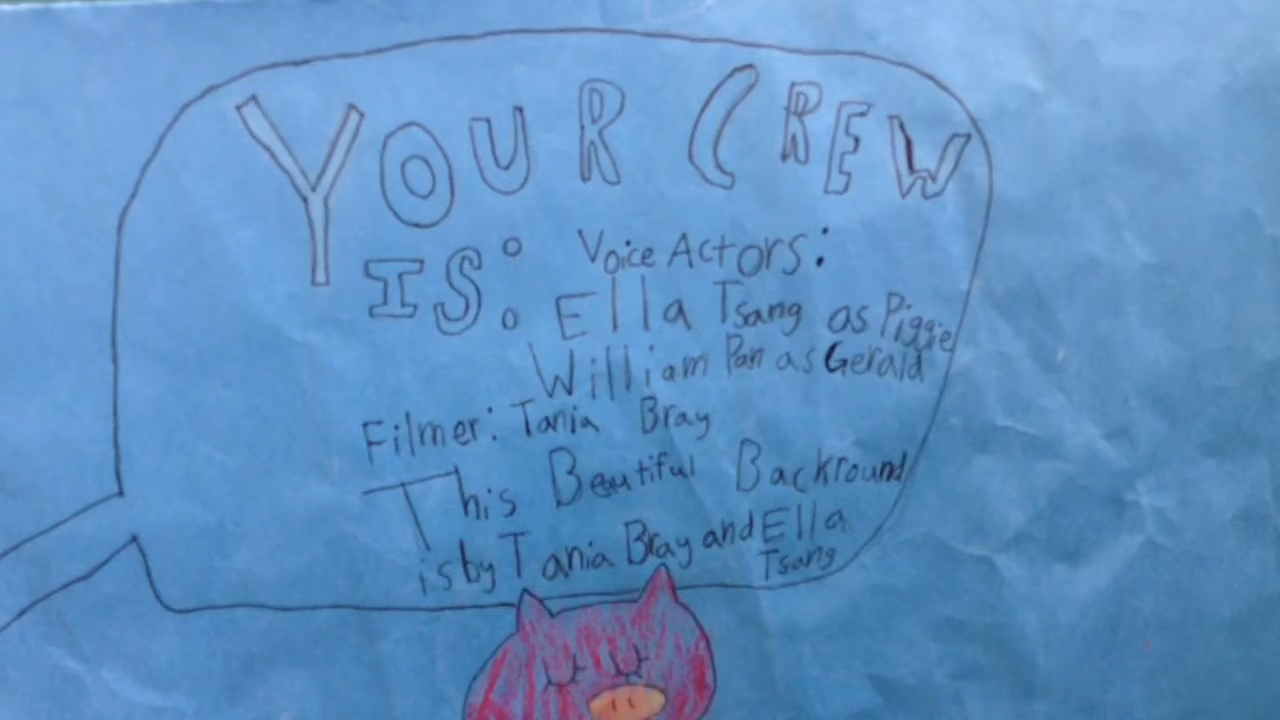 YOUR CREW
IS: Voice Actors:
Ella Tsang as Piggie
William Pan as Gerald
Filmer: Tania Bray
This Beautiful Backround
is by Tania Bray and Ella
Tsang